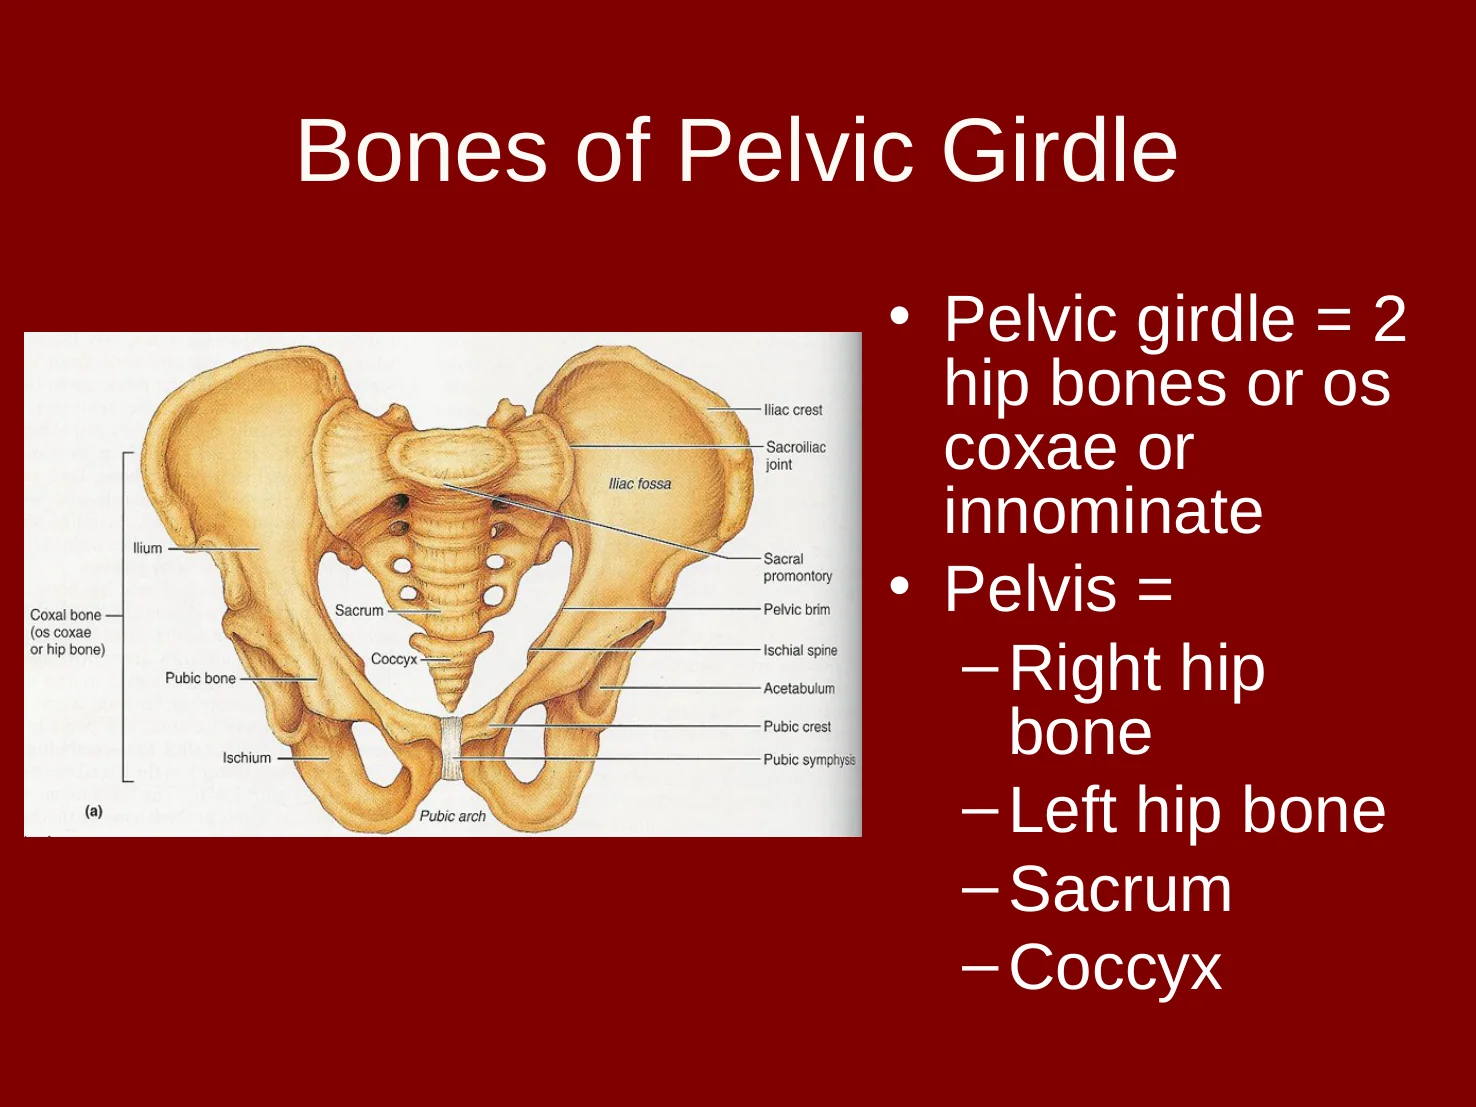 Bones of Pelvic Girdle
• Pelvic girdle = 2
hip bones or os
coxae or
innominate
• Pelvis =
– Right hip
bone
– Left hip bone
– Sacrum
– Coccyx
Iliac crest
Sacroiliac
joint
Iliac fossa
Ilium
Sacral
promontory
Sacrum
Pelvic brim
Coxal bone
(os coxae
or hip bone)
Coccyx
Ischial spine
Pubic bone
Acetabulum
Pubic crest
Ischium
Pubic symphysis
(a)
Pubic arch